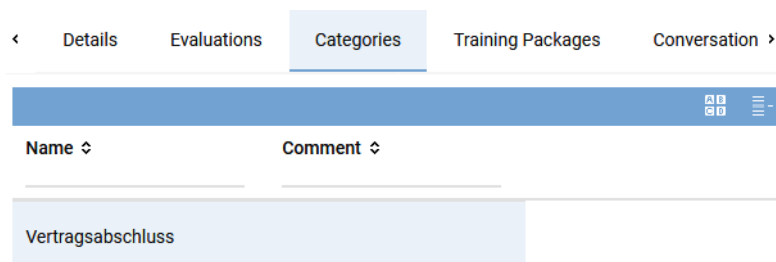 Details Evaluations Categories Training Packages Conversation
A B
C D
Name Comment
Vertragsabschluss